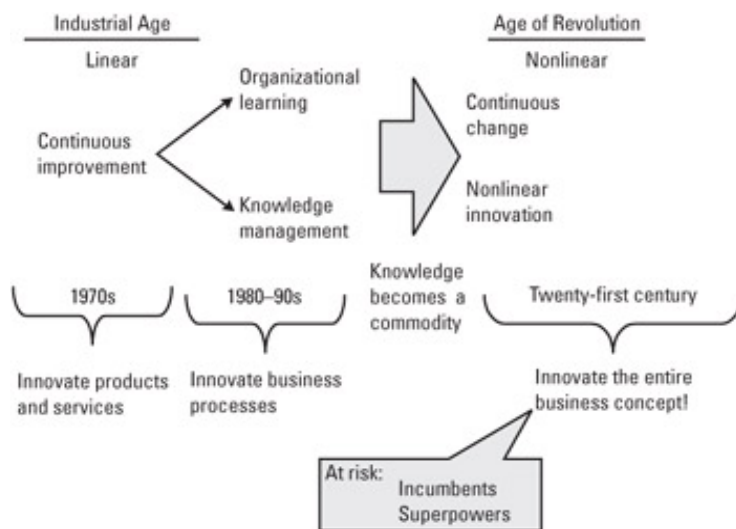 Industrial Age
Age of Revolution
Linear
Nonlinear
Organizational
learning
Continuous
improvement
Knowledge
management
Continuous
change
Nonlinear
innovation
1970s
1980–90s
Knowledge
becomes a
commodity
Twenty-first century
Innovate products
and services
Innovate business
processes
Innovate the entire
business concept!
At risk:
Incumbents
Superpowers